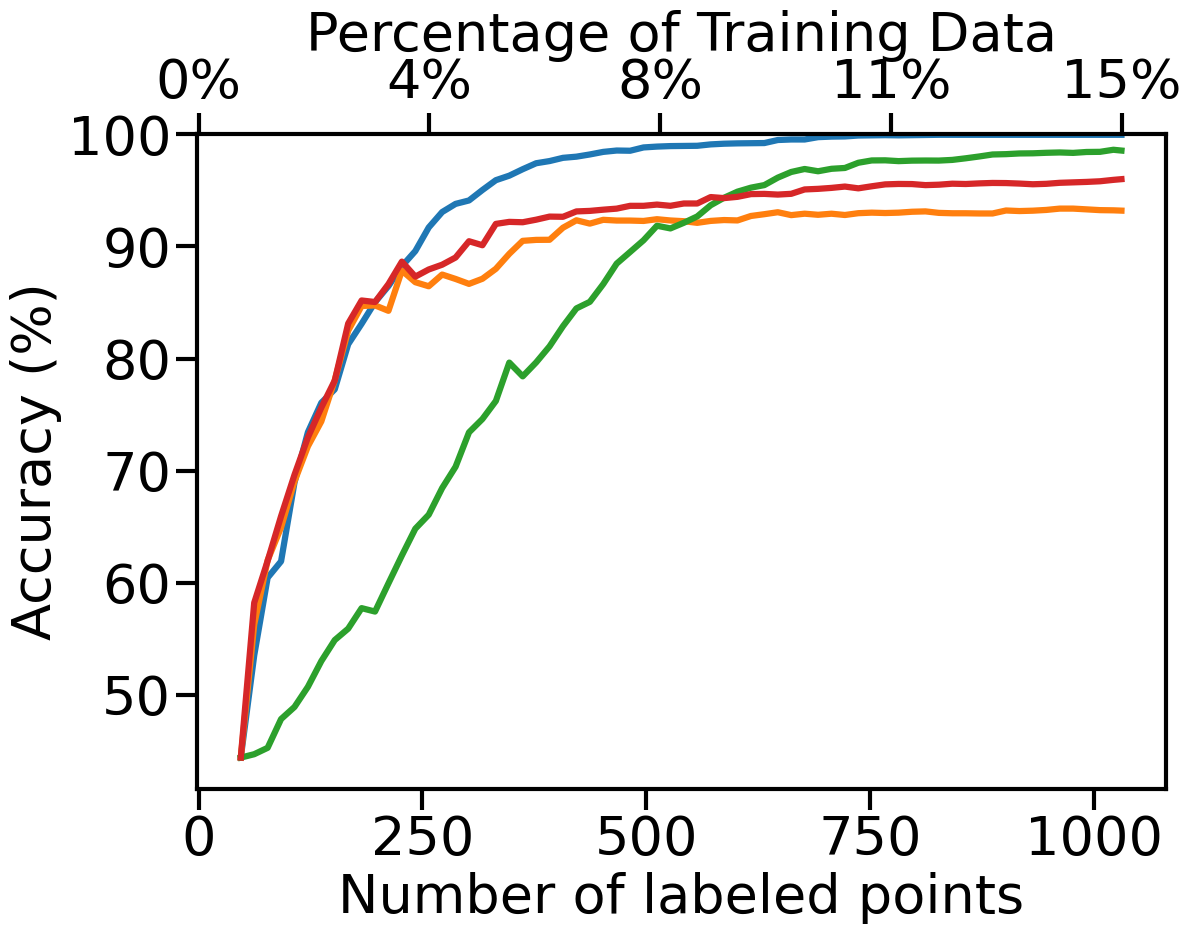 Percentage of Training Data
0% 4% 8% 11% 15%
100
90
80
70
60
50
Accuracy (%)
0 250 500 750 1000
Number of labeled points